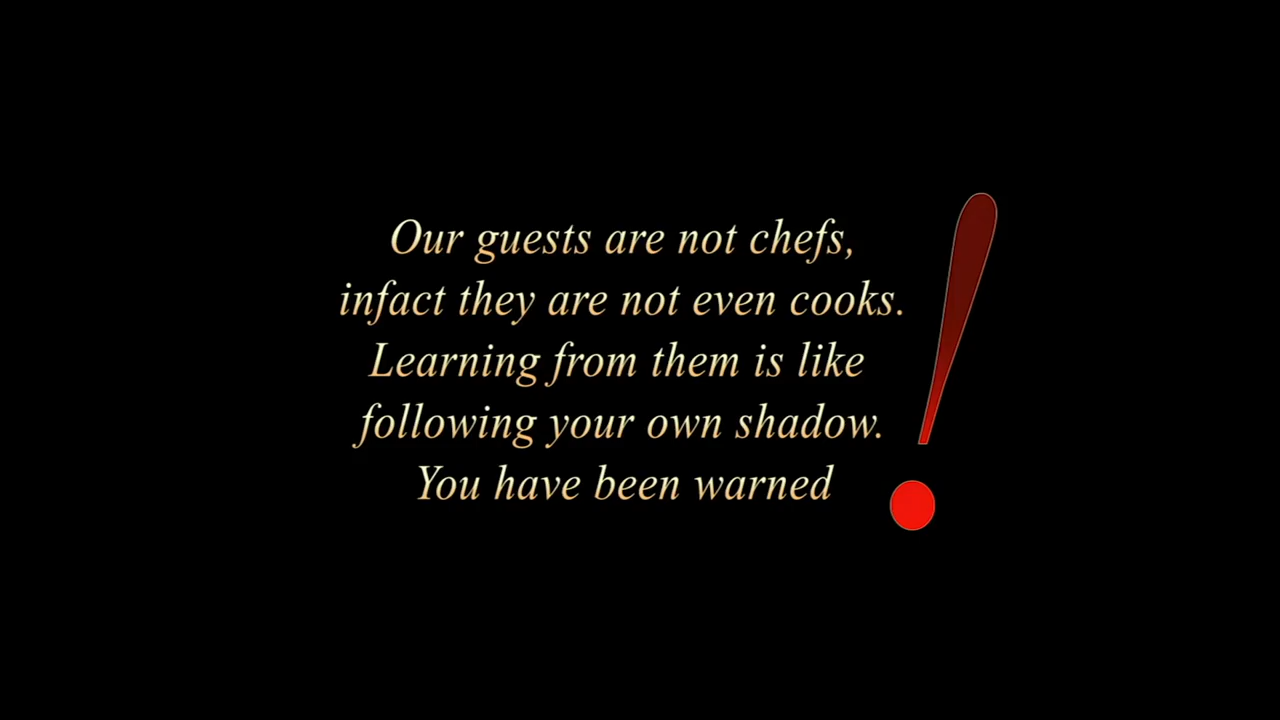 Our guests are not chefs,
infact they are not even cooks.
Learning from them is like
following your own shadow.
You have been warned !